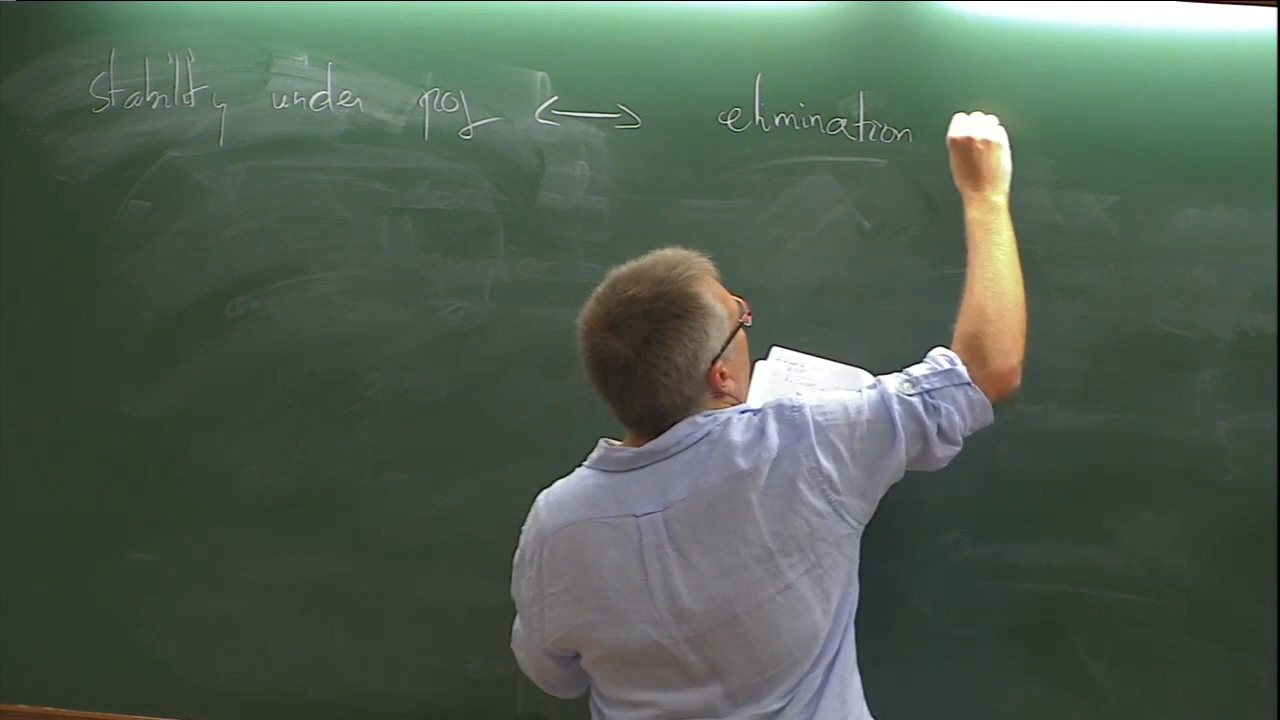 stability under proj ⟷ elimination